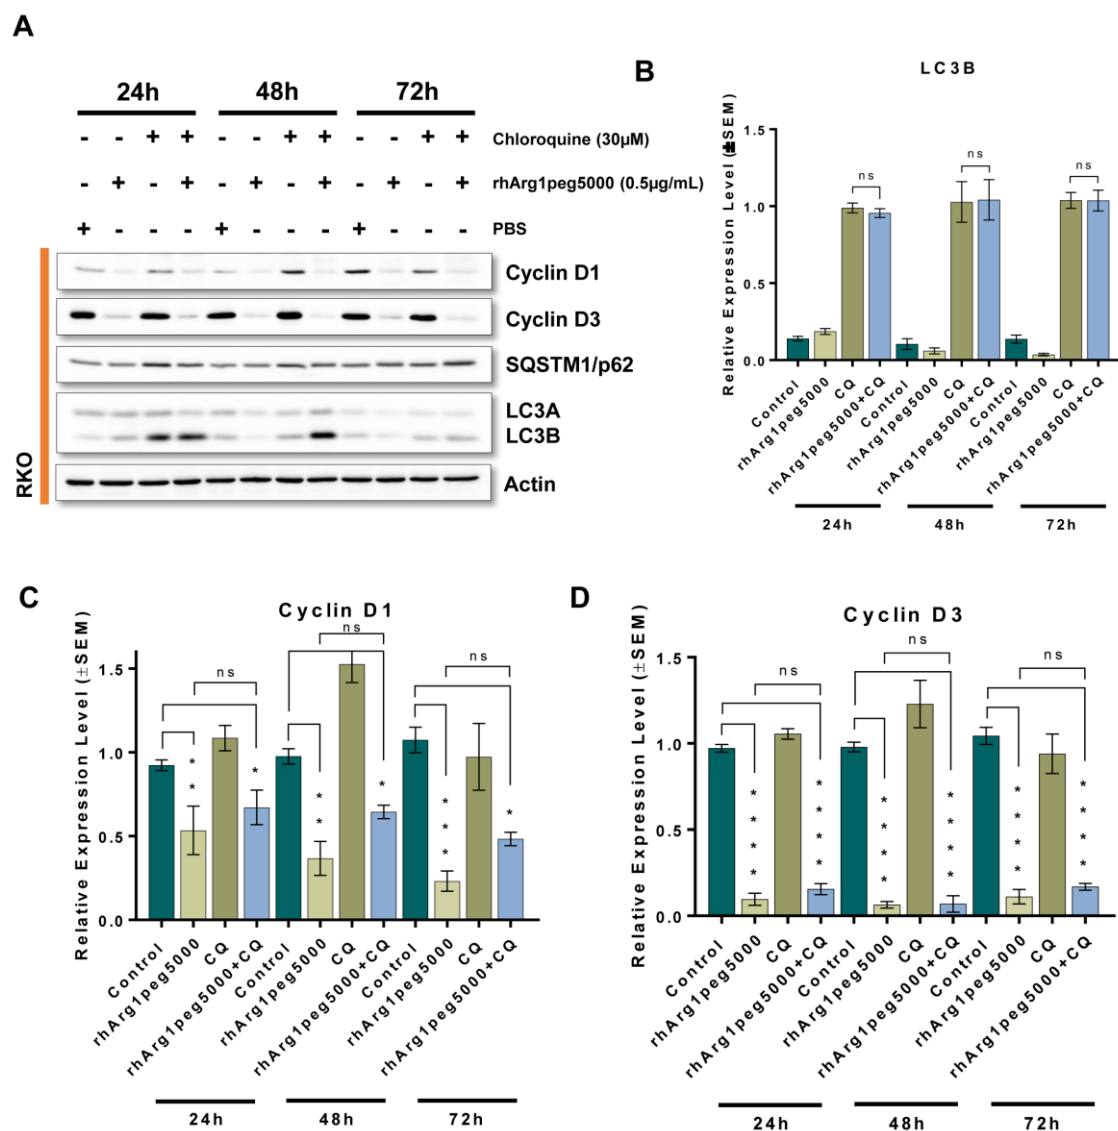 A
24h 48h 72h
- - + + - - + + - - + + Chloroquine (30µM)
- + - + - + - + - + - + rhArg1peg5000 (0.5µg/mL)
+ - - - + - - - + - - - PBS
RKO
Cyclin D1
Cyclin D3
SQSTM1/p62
LC3A
LC3B
Actin
B
LC3B
Relative Expression Level (±SEM)
1.5
1.0
0.5
0.0
ns
ns
ns
Control
rhArg1peg5000
CQ
rhArg1peg5000+CQ
Control
rhArg1peg5000
CQ
rhArg1peg5000+CQ
Control
rhArg1peg5000
CQ
rhArg1peg5000+CQ
24h 48h 72h
C
Cyclin D1
Relative Expression Level (±SEM)
1.5
1.0
0.5
0.0
ns
ns
ns
* *
*
* *
*
* * *
*
Control
rhArg1peg5000
CQ
rhArg1peg5000+CQ
Control
rhArg1peg5000
CQ
rhArg1peg5000+CQ
Control
rhArg1peg5000
CQ
rhArg1peg5000+CQ
24h 48h 72h
D
Cyclin D3
Relative Expression Level (±SEM)
1.5
1.0
0.5
0.0
ns
ns
ns
* * * *
* * * *
* * * *
* * * *
* * * *
* * * *
Control
rhArg1peg5000
CQ
rhArg1peg5000+CQ
Control
rhArg1peg5000
CQ
rhArg1peg5000+CQ
Control
rhArg1peg5000
CQ
rhArg1peg5000+CQ
24h 48h 72h